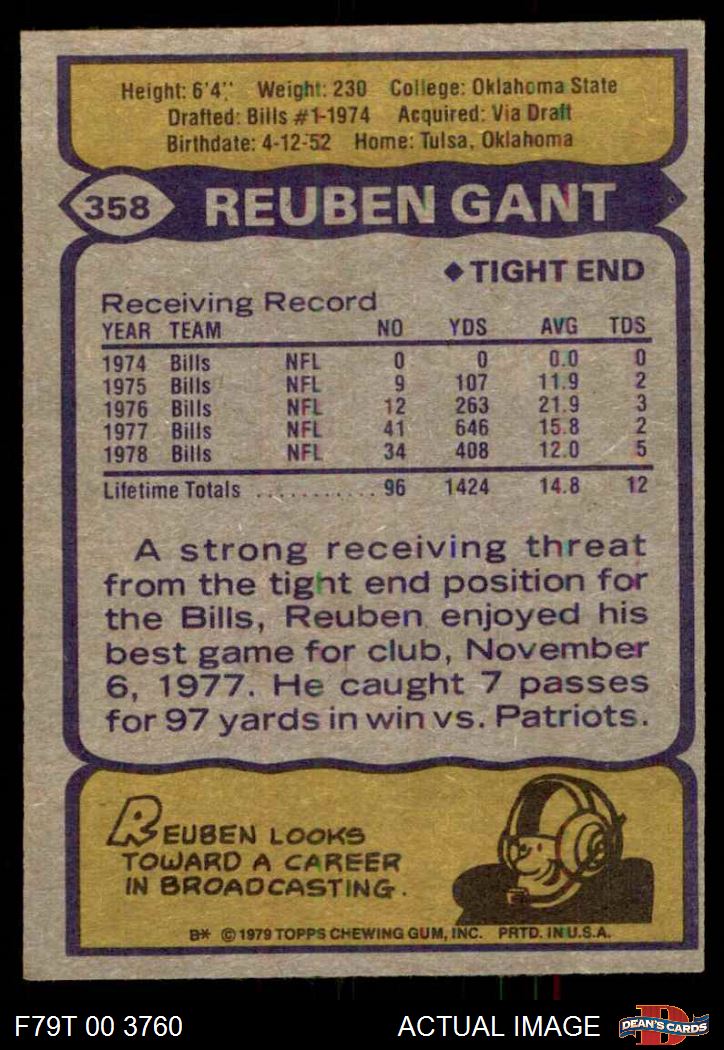 Height: 6'4" Weight: 230 College: Oklahoma State
Drafted: Bills #1-1974 Acquired: Via Draft
Birthdate: 4-12-52 Home: Tulsa, Oklahoma
358 REUBEN GANT
◆TIGHT END
Receiving Record
YEAR TEAM NO YDS AVG TDS
1974 Bills NFL 0 0 0.0 0
1975 Bills NFL 9 107 11.9 2
1976 Bills NFL 12 263 21.9 3
1977 Bills NFL 41 646 15.8 2
1978 Bills NFL 34 408 12.0 5
Lifetime Totals ........... 96 1424 14.8 12
A strong receiving threat
from the tight end position for
the Bills, Reuben enjoyed his
best game for club, November
6, 1977. He caught 7 passes
for 97 yards in win vs. Patriots.
REUBEN LOOKS
TOWARD A CAREER
IN BROADCASTING.
B* © 1979 TOPPS CHEWING GUM, INC. PRTD. IN U.S.A.
F79T 00 3760 ACTUAL IMAGE D DEAN'S CARDS